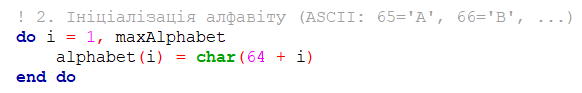 ! 2. Ініціалізація алфавіту (ASCII: 65='A', 66='B', ...)
do i = 1, maxAlphabet
    alphabet(i) = char(64 + i)
end do